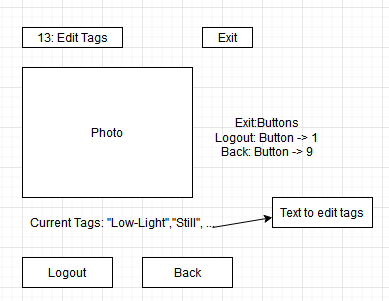 13: Edit Tags
Exit
Photo
Exit:Buttons
Logout: Button -> 1
Back: Button -> 9
Current Tags: "Low-Light","Still", ...
Text to edit tags
Logout
Back